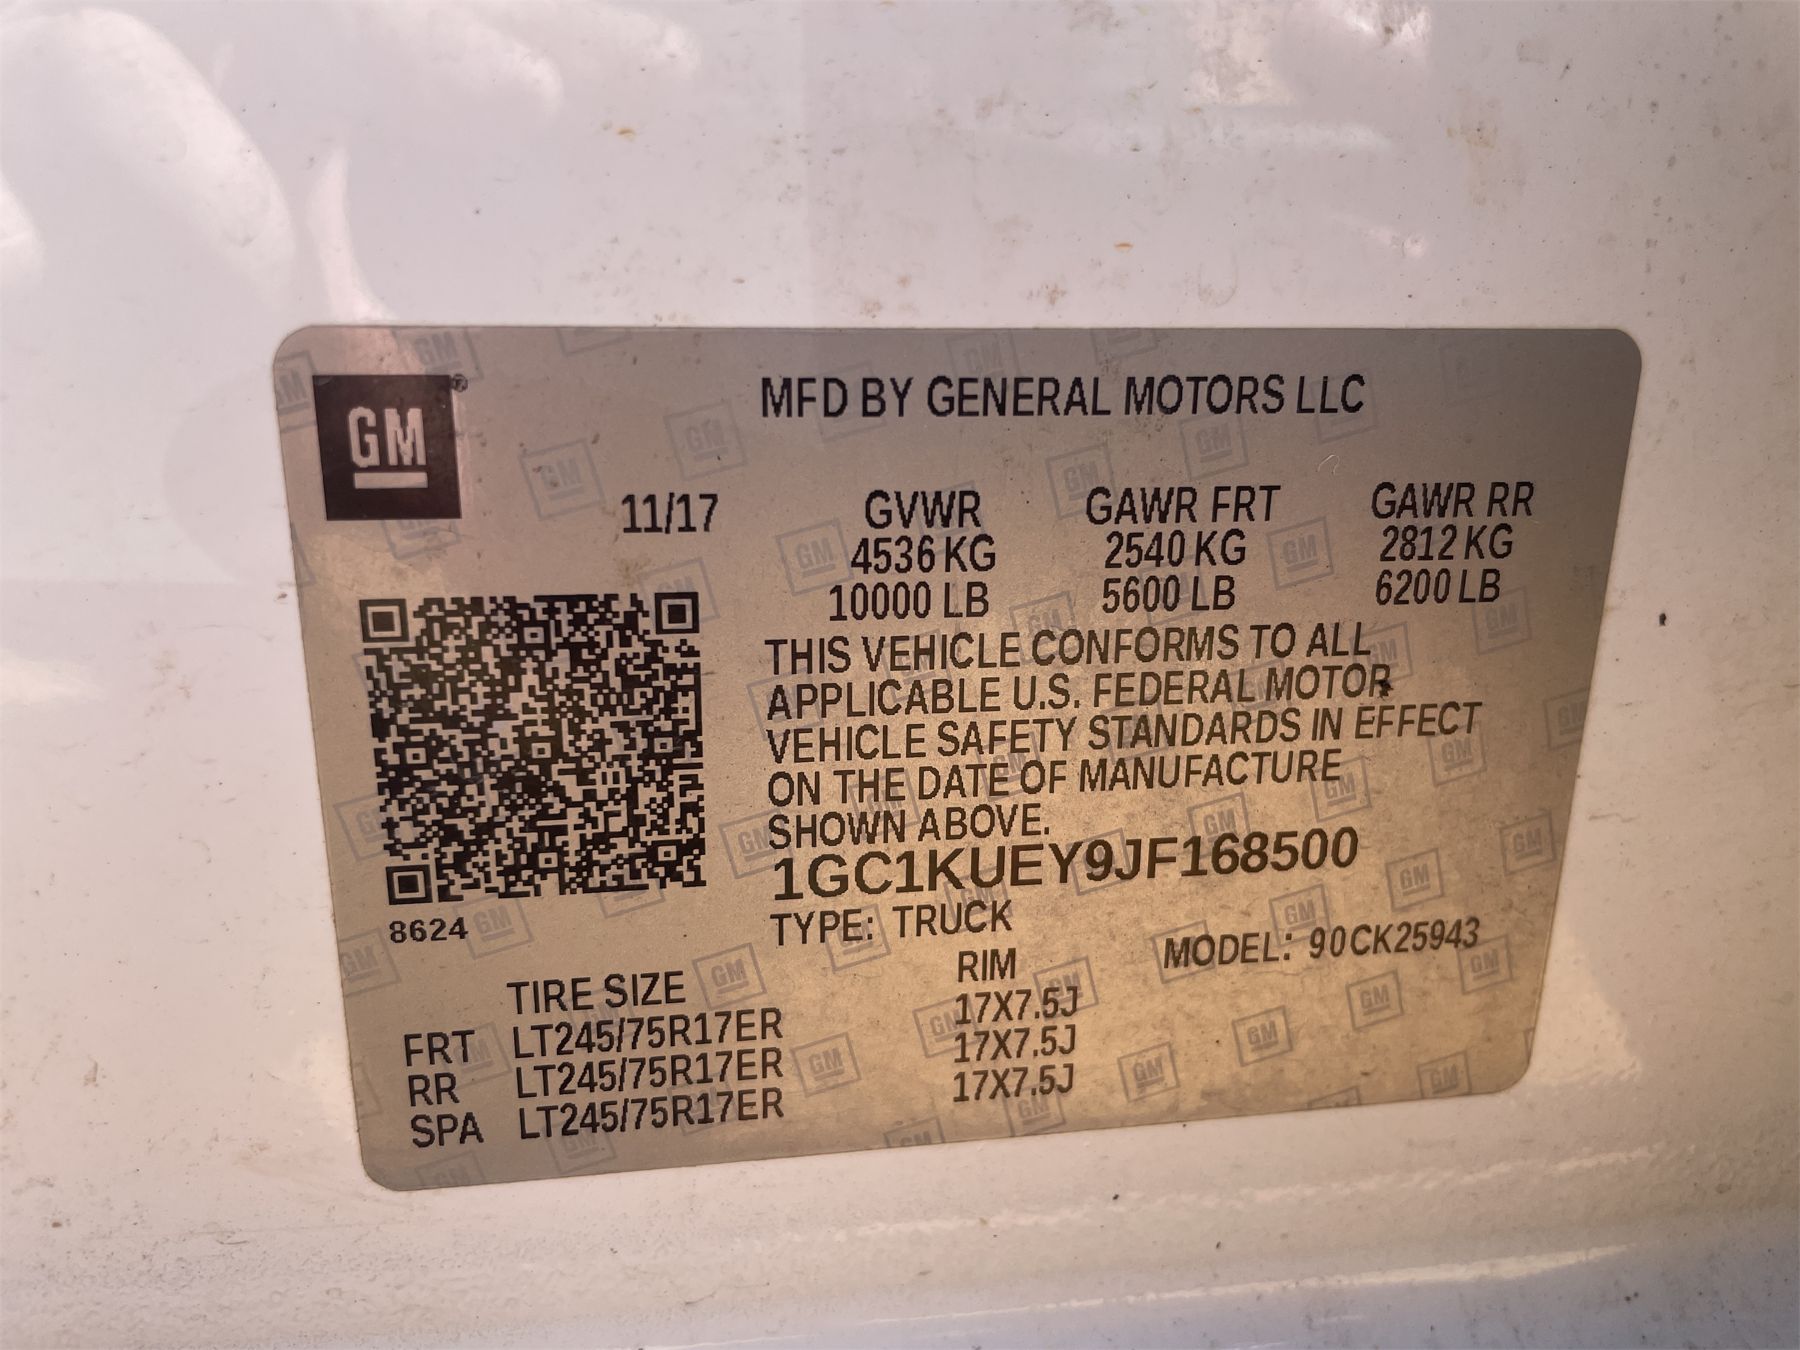 GM®
MFD BY GENERAL MOTORS LLC
11/17 GVWR GAWR FRT GAWR RR
4536 KG 2540 KG 2812 KG
10000 LB 5600 LB 6200 LB
THIS VEHICLE CONFORMS TO ALL
APPLICABLE U.S. FEDERAL MOTOR
VEHICLE SAFETY STANDARDS IN EFFECT
ON THE DATE OF MANUFACTURE
SHOWN ABOVE.
1GC1KUEY9JF168500
8624
TYPE: TRUCK MODEL: 90CK25943
TIRE SIZE RIM
FRT LT245/75R17ER 17X7.5J
RR LT245/75R17ER 17X7.5J
SPA LT245/75R17ER 17X7.5J